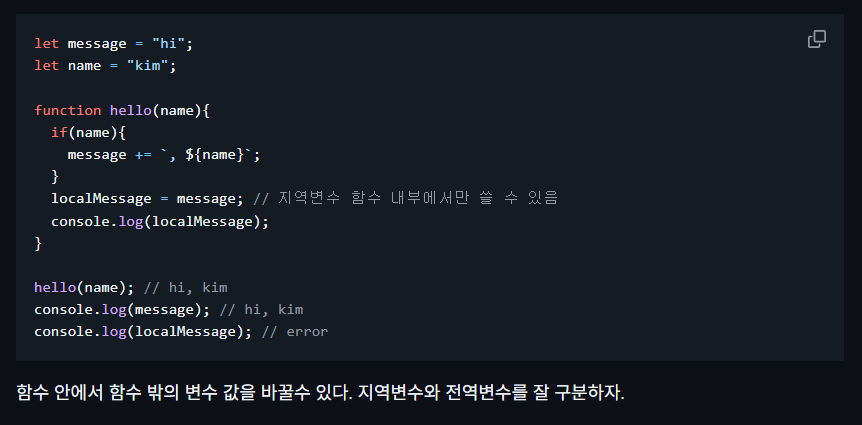 let message = "hi";
let name = "kim";
function hello(name){
if(name){
message += `, ${name}`;
}
localMessage = message; // 지역변수 함수 내부에서만 쓸 수 있음
console.log(localMessage);
}
hello(name); // hi, kim
console.log(message); // hi, kim
console.log(localMessage); // error
함수 안에서 함수 밖의 변수 값을 바꿀수 있다. 지역변수와 전역변수를 잘 구분하자.